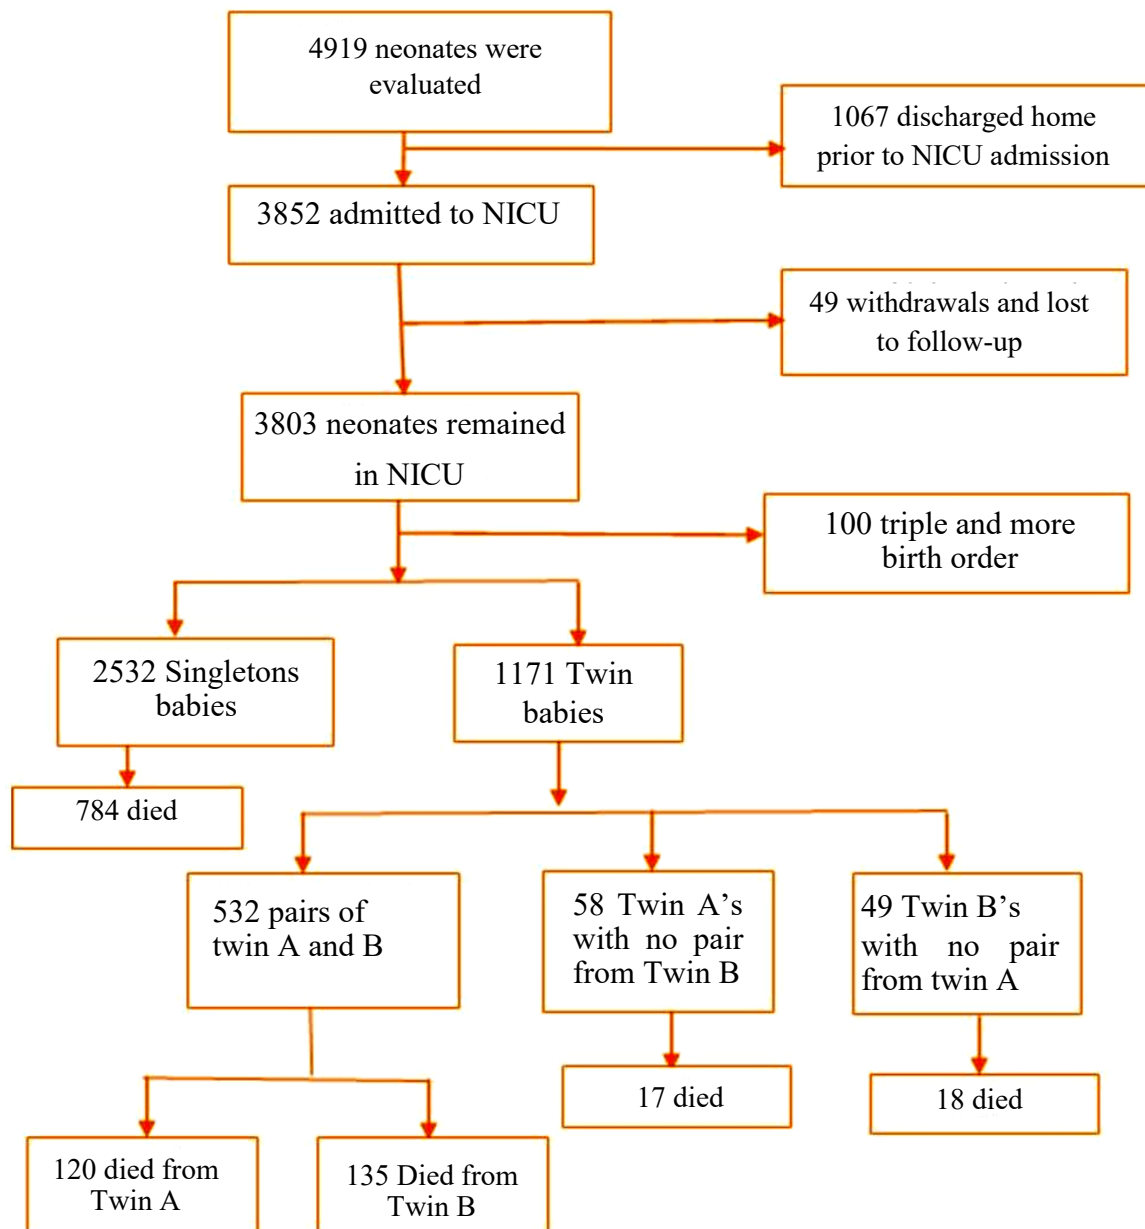 4919 neonates were
evaluated
1067 discharged home
prior to NICU admission
3852 admitted to NICU
49 withdrawals and lost
to follow-up
3803 neonates remained
in NICU
100 triple and more
birth order
2532 Singletons
babies
1171 Twin
babies
784 died
532 pairs of
twin A and B
58 Twin A’s
with no pair
from Twin B
49 Twin B’s
with no pair
from twin A
17 died
18 died
120 died from
Twin A
135 Died from
Twin B